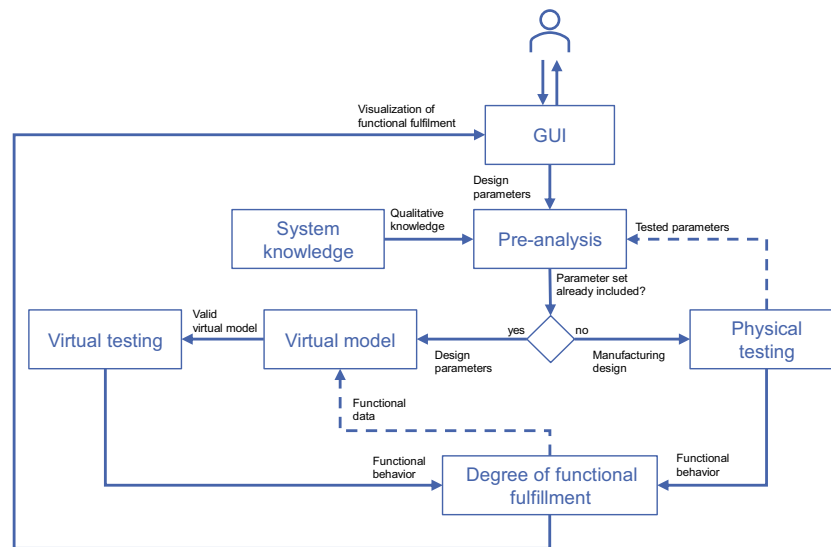 Visualization of
functional fulfilment
GUI
Design
parameters
System
knowledge
Qualitative
knowledge
Pre-analysis
Tested parameters
Parameter set
already included?
Virtual testing
Valid
virtual model
Virtual model
yes
no
Design
parameters
Manufacturing
design
Physical
testing
Functional
data
Functional
behavior
Degree of functional
fulfillment
Functional
behavior